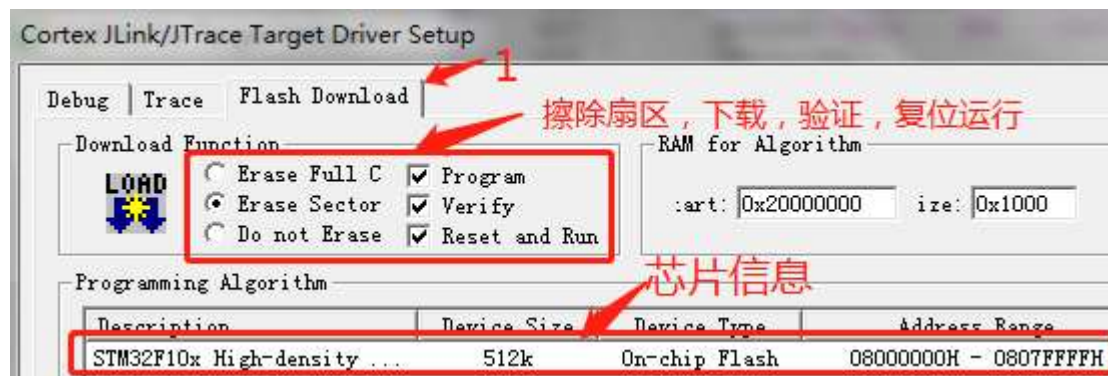 Cortex JLink/JTrace Target Driver Setup
1
Debug Trace Flash Download
擦除扇区，下载，验证，复位运行
Download Function
RAM for Algorithm
LOAD
Erase Full C
Program
Erase Sector
Verify
Do not Erase
Reset and Run
:art: 0x20000000 ize: 0x1000
芯片信息
Programming Algorithm
Description Device Size Device Type Address Range
STM32F10x High-density ... 512k On-chip Flash 08000000H - 0807FFFFH